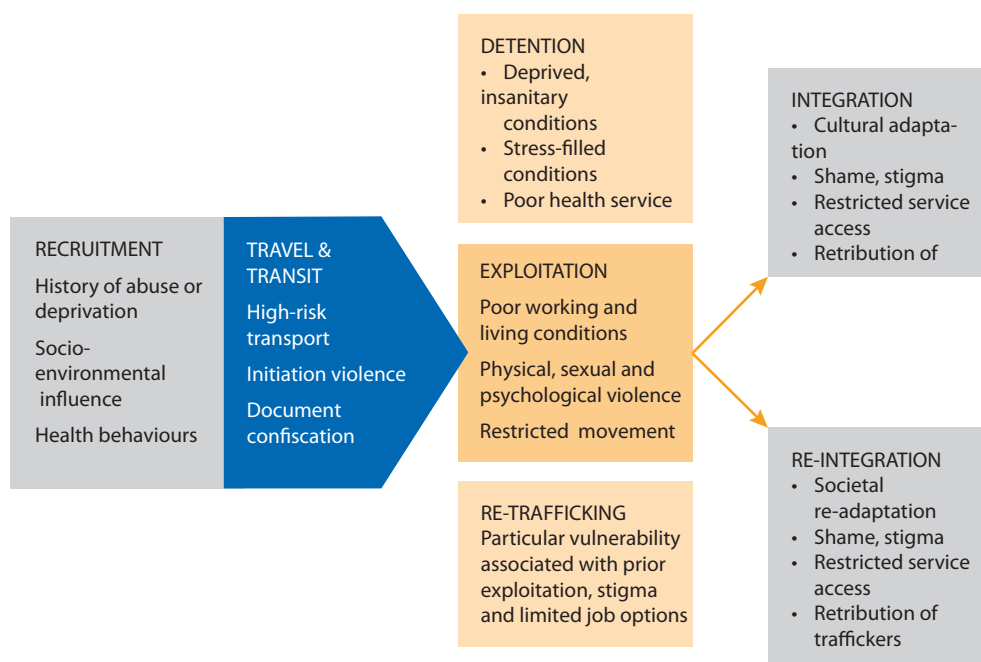 RECRUITMENT
History of abuse or
deprivation
Socio-
environmental
influence
Health behaviours
TRAVEL &
TRANSIT
High-risk
transport
Initiation violence
Document
confiscation
DETENTION
• Deprived,
insanitary
conditions
• Stress-filled
conditions
• Poor health service
EXPLOITATION
Poor working and
living conditions
Physical, sexual and
psychological violence
Restricted movement
RE-TRAFFICKING
Particular vulnerability
associated with prior
exploitation, stigma
and limited job options
INTEGRATION
• Cultural adapta-
tion
• Shame, stigma
• Restricted service
access
• Retribution of
RE-INTEGRATION
• Societal
re-adaptation
• Shame, stigma
• Restricted service
access
• Retribution of
traffickers